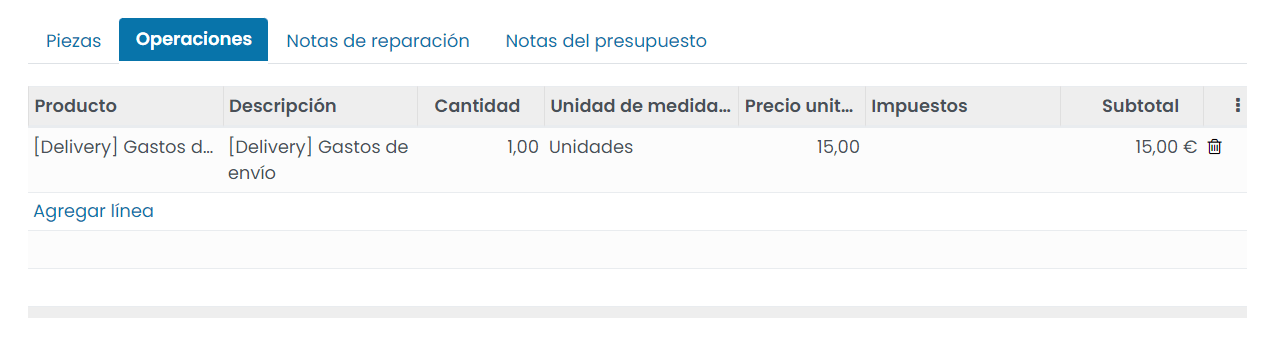 Piezas Operaciones Notas de reparación Notas del presupuesto
Producto Descripción Cantidad Unidad de medida... Precio unit... Impuestos Subtotal
[Delivery] Gastos d... [Delivery] Gastos de 1,00 Unidades 15,00 15,00 €
envío
Agregar línea